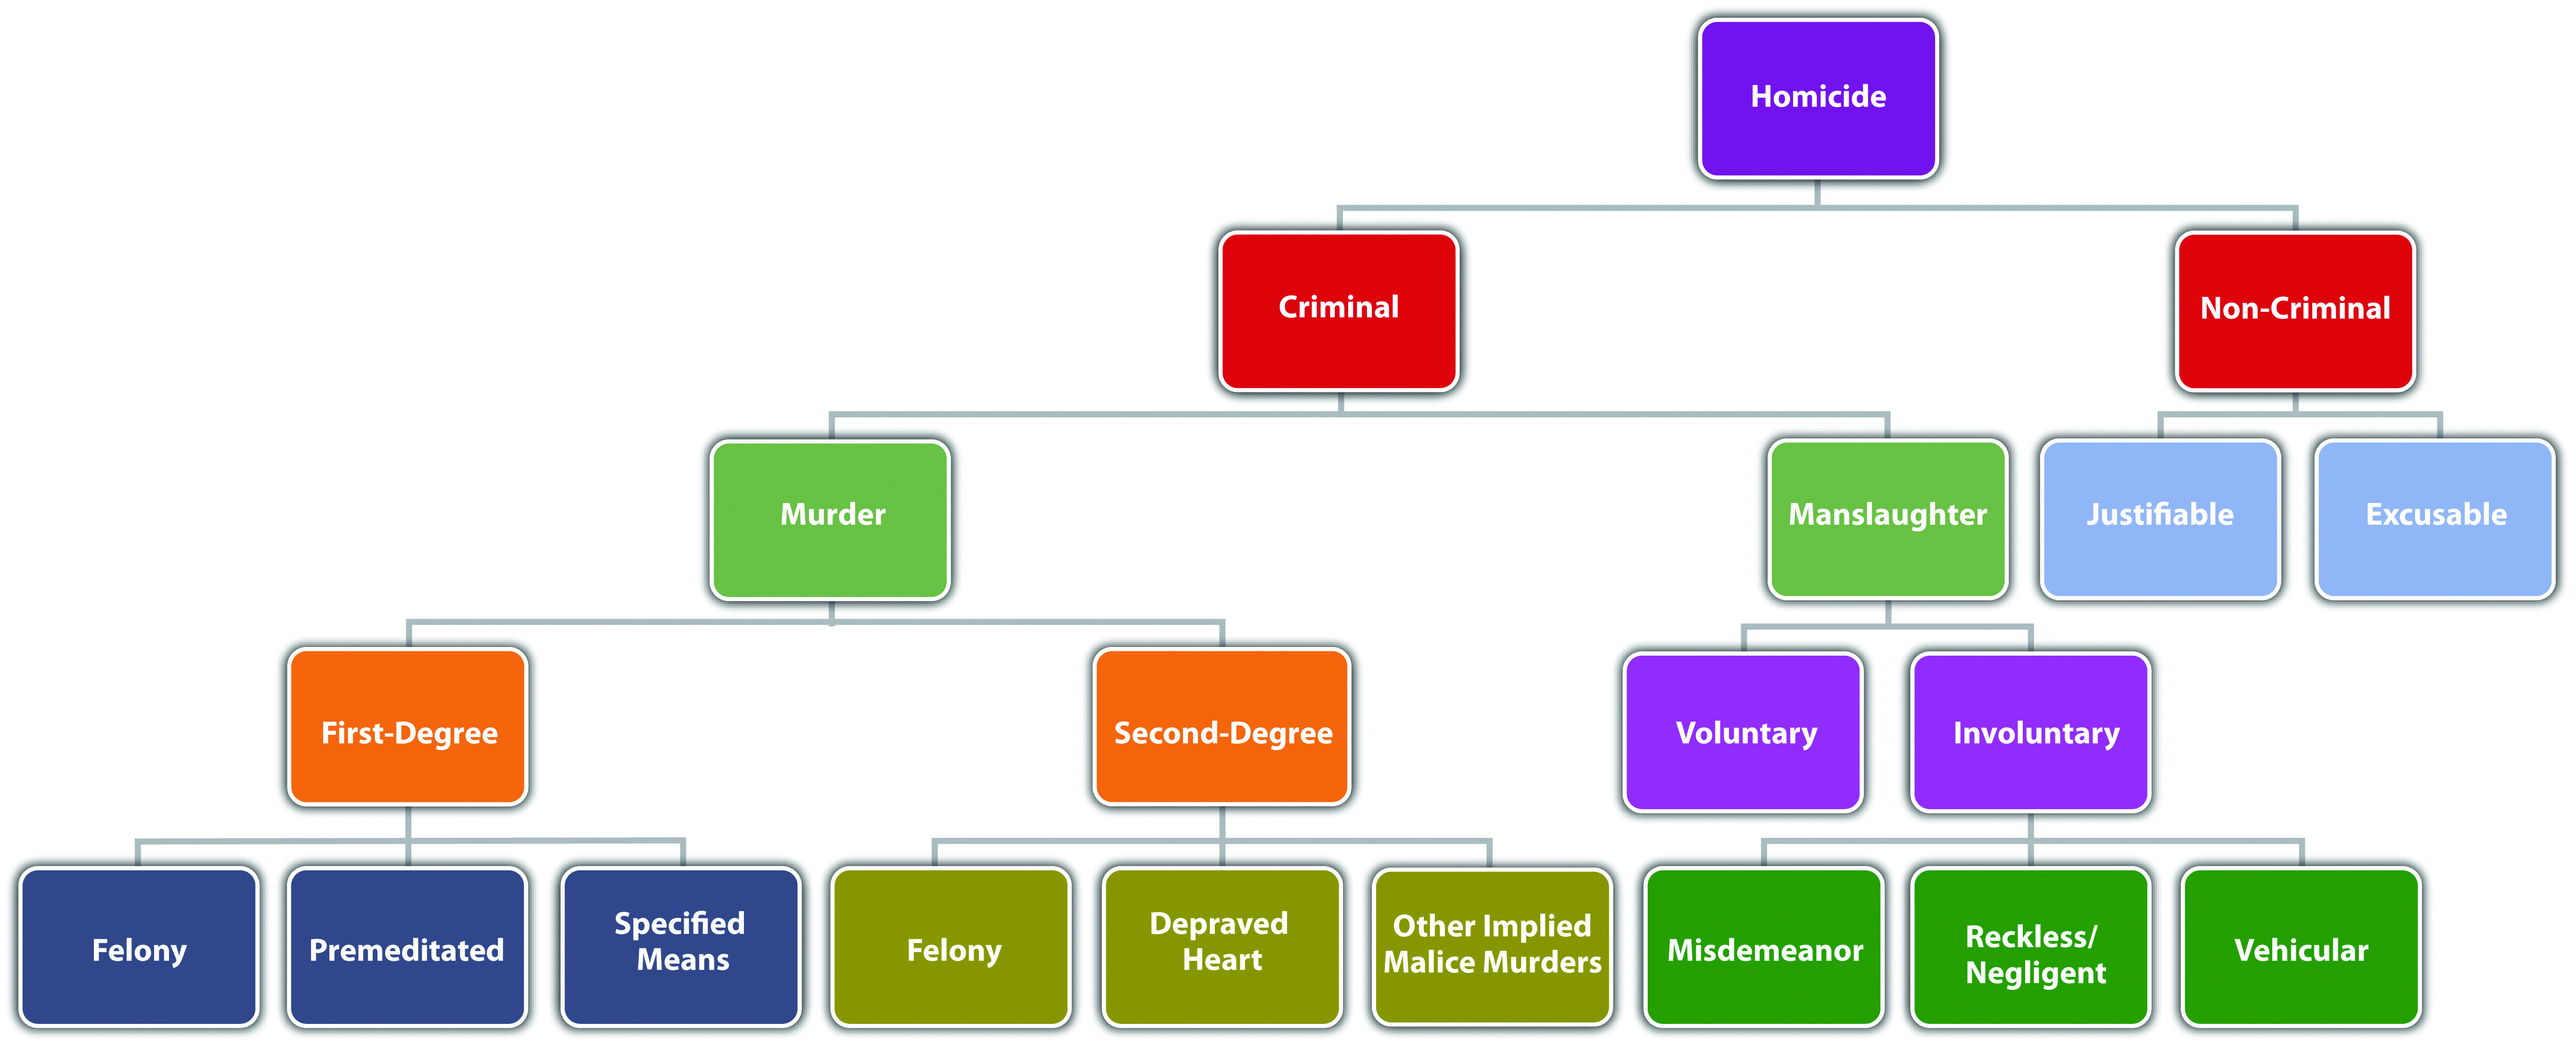 Homicide
Criminal
Non-Criminal
Murder
Manslaughter
Justifiable
Excusable
First-Degree
Second-Degree
Voluntary
Involuntary
Felony
Premeditated
Specified
Means
Felony
Depraved
Heart
Other Implied
Malice Murders
Misdemeanor
Reckless/
Negligent
Vehicular